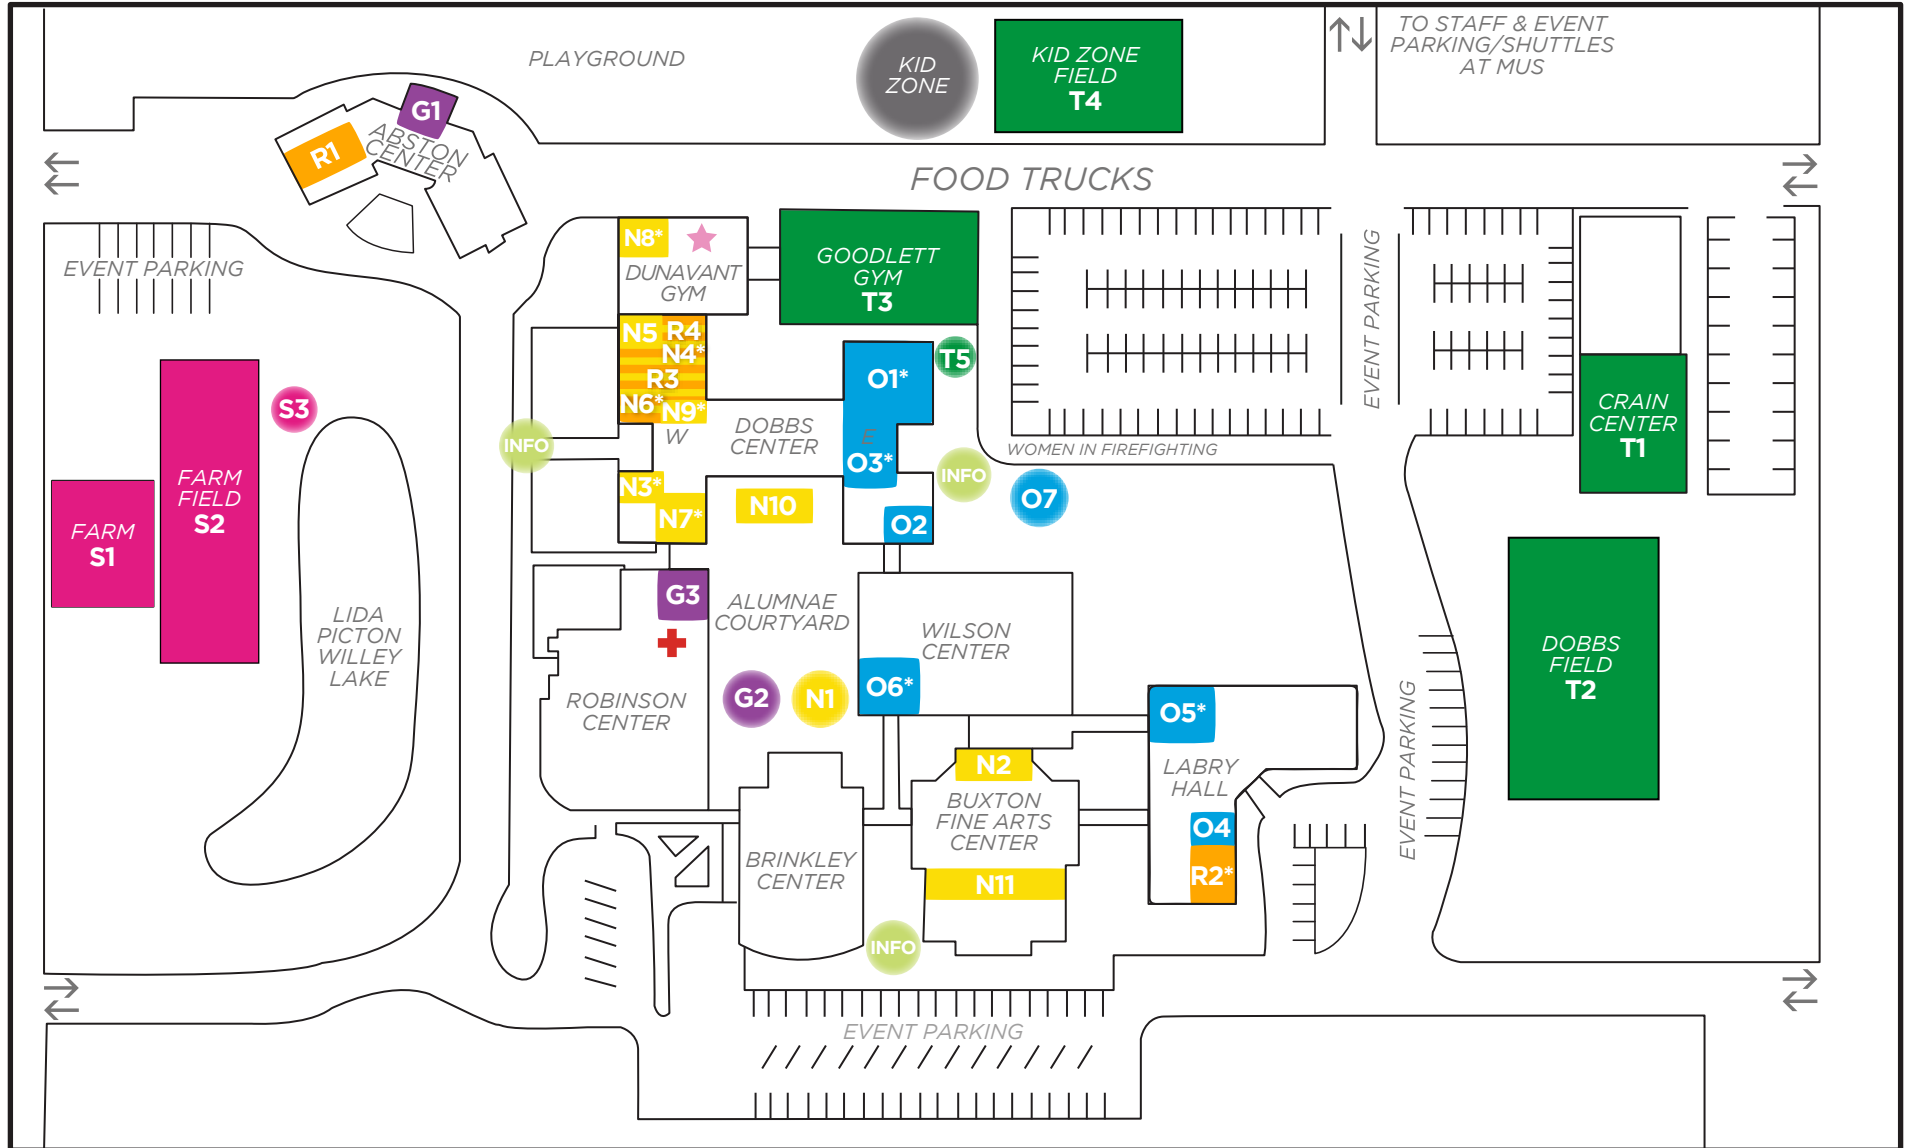 PLAYGROUND
KID
ZONE
KID ZONE
FIELD
T4
TO STAFF & EVENT
PARKING/SHUTTLES
AT MUS
G1
R1
ABSTON
CENTER
FOOD TRUCKS
EVENT PARKING
N8*
DUNAVANT
GYM
GOODLETT
GYM
T3
EVENT PARKING
N5
R4
N4*
R3
N6*
N9*
W
T5
O1*
E
O3*
DOBBS
CENTER
S3
INFO
WOMEN IN FIREFIGHTING
INFO
O7
CRAIN
CENTER
T1
FARM
FIELD
S2
FARM
S1
N3*
N7*
N10
O2
G3
ALUMNAE
COURTYARD
LIDA
PICTON
WILLEY
LAKE
WILSON
CENTER
O6*
DOBBS
FIELD
T2
ROBINSON
CENTER
G2
N1
O5*
EVENT PARKING
N2
LABRY
HALL
BUXTON
FINE ARTS
CENTER
O4
R2*
BRINKLEY
CENTER
N11
INFO
EVENT PARKING